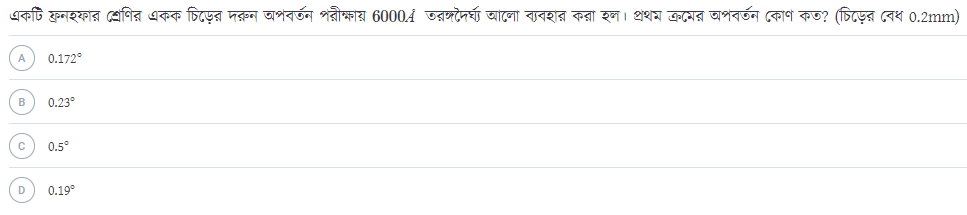 একটি ফ্রনহফার শ্রেণির একক চিড়ের দরুন অপবর্তন পরীক্ষায় 6000Å তরঙ্গদৈর্ঘ্য আলো ব্যবহার করা হল। প্রথম ক্রমের অপবর্তন কোণ কত? (চিড়ের বেধ 0.2mm)
A 0.172°
B 0.23°
C 0.5°
D 0.19°